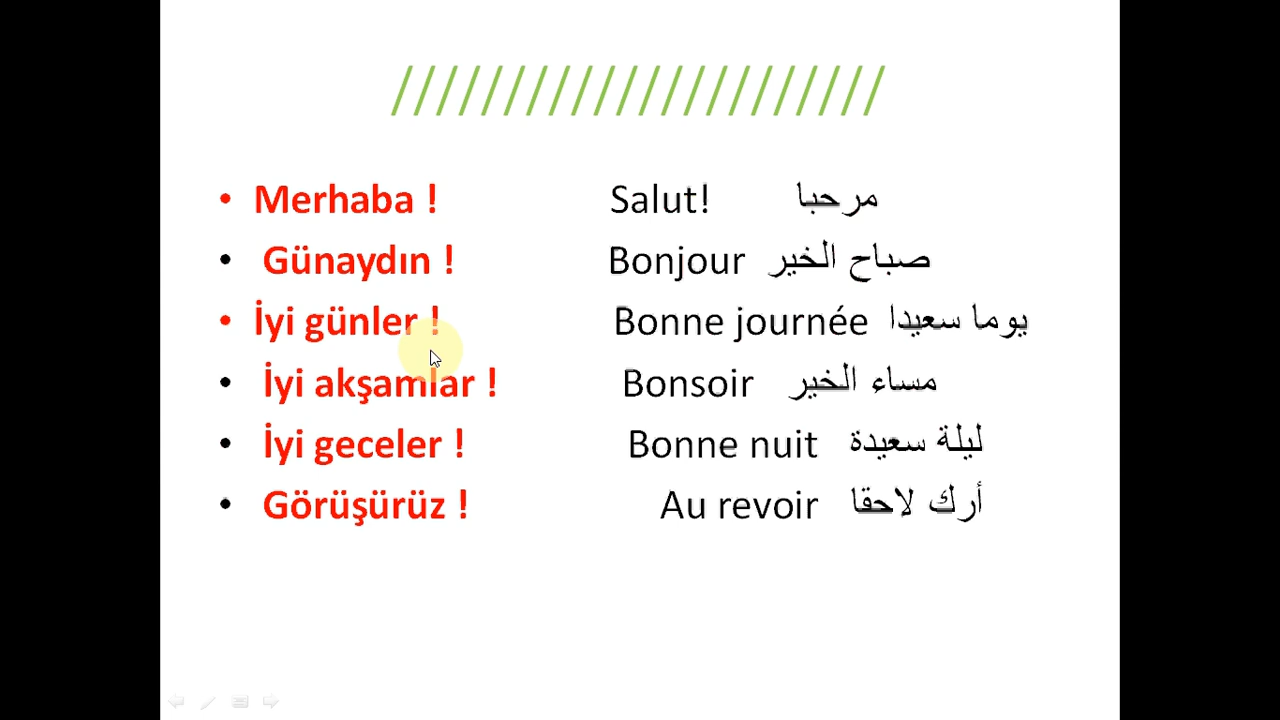 //////////////////////
• Merhaba ! Salut! مرحبا
• Günaydın ! Bonjour صباح الخير
• İyi günler ! Bonne journée يوما سعيدا
• İyi akşamlar ! Bonsoir مساء الخير
• İyi geceler ! Bonne nuit ليلة سعيدة
• Görüşürüz ! Au revoir أرك لاحقا